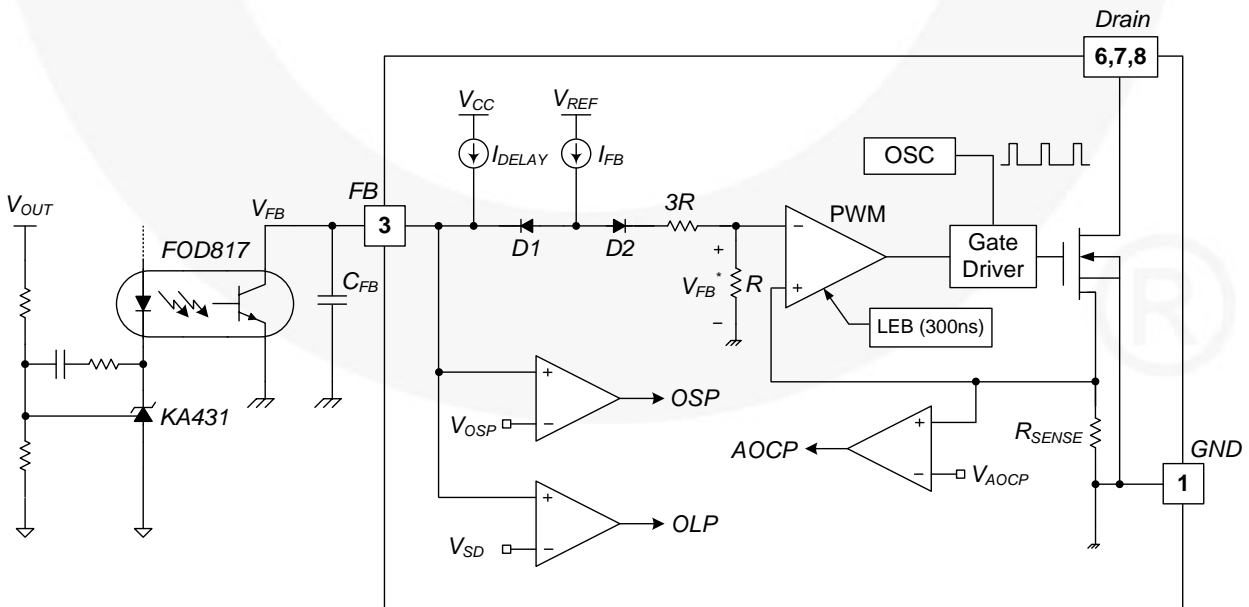 Drain
6,7,8
V_CC
V_REF
I_DELAY
I_FB
OSC
V_OUT
FB
V_FB
3
3R
PWM
FOD817
D1
D2
−
Gate
Driver
C_FB
+
V_FB*
R
−
+
LEB (300ns)
®
KA431
+
OSP
V_OSP
−
AOCP
+
R_SENSE
GND
−
V_AOCP
1
+
OLP
V_SD
−